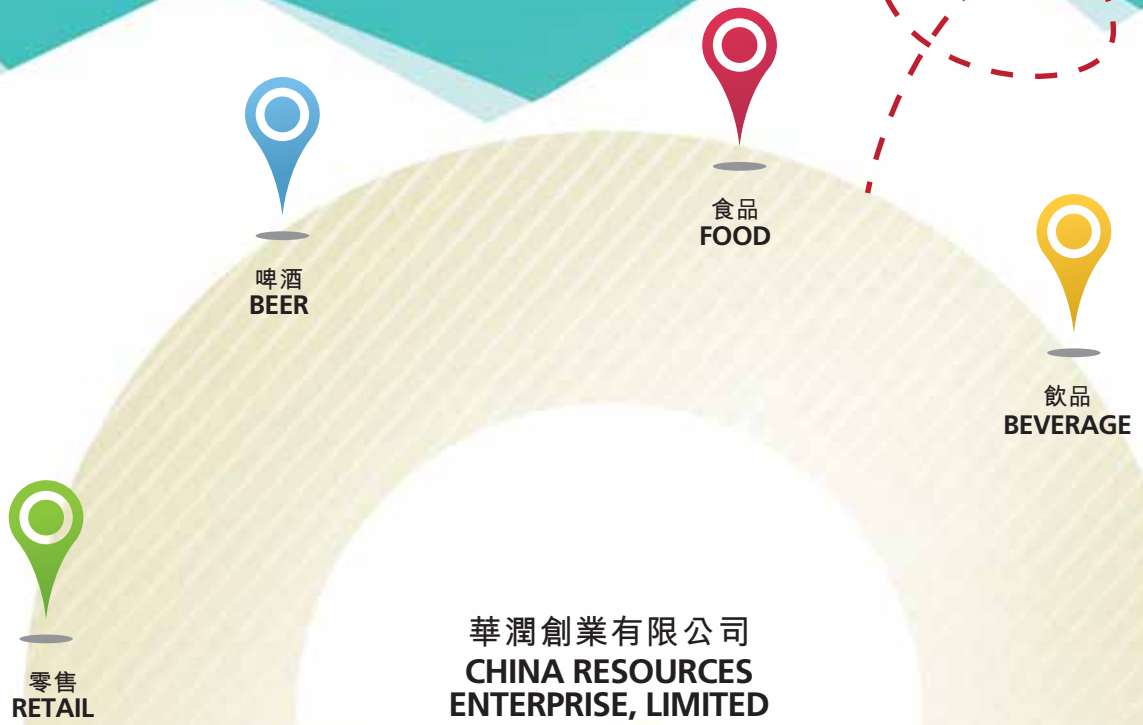 食品
FOOD
啤酒
BEER
飲品
BEVERAGE
零售
RETAIL
華潤創業有限公司
CHINA RESOURCES
ENTERPRISE, LIMITED